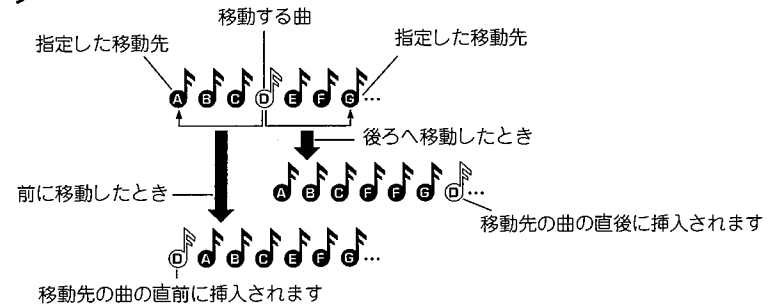 移動する曲
指定した移動先
指定した移動先
A B C D E F G…
後ろへ移動したとき
A B C F F G D…
前に移動したとき
移動先の曲の直後に挿入されます
D A B C E F G…
移動先の曲の直前に挿入されます